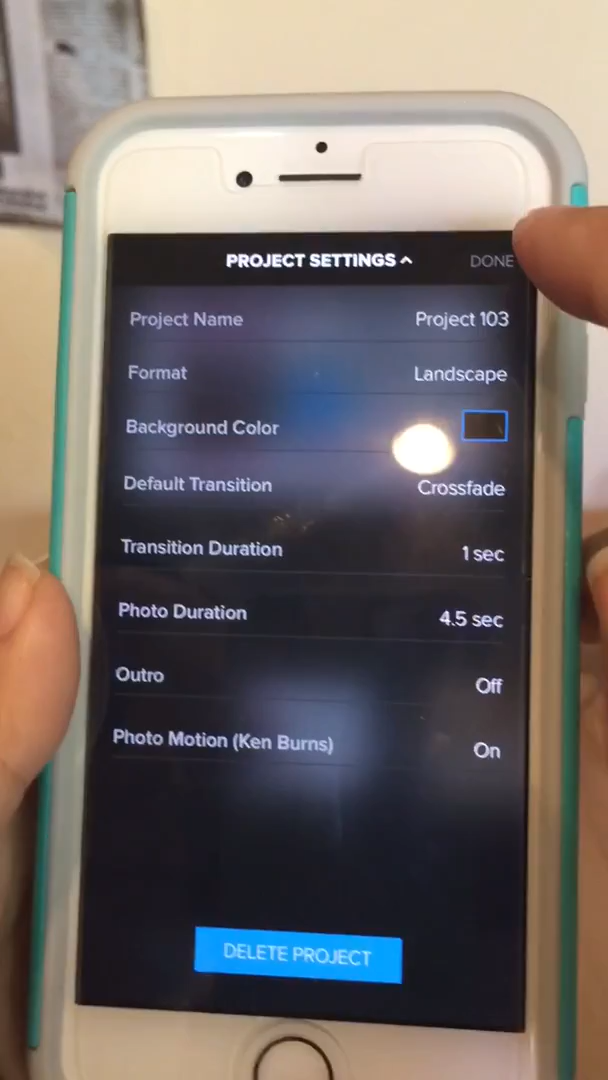 PROJECT SETTINGS ^ DONE
Project Name Project 103
Format Landscape
Background Color
Default Transition Crossfade
Transition Duration 1 sec
Photo Duration 4.5 sec
Outro Off
Photo Motion (Ken Burns) On
DELETE PROJECT